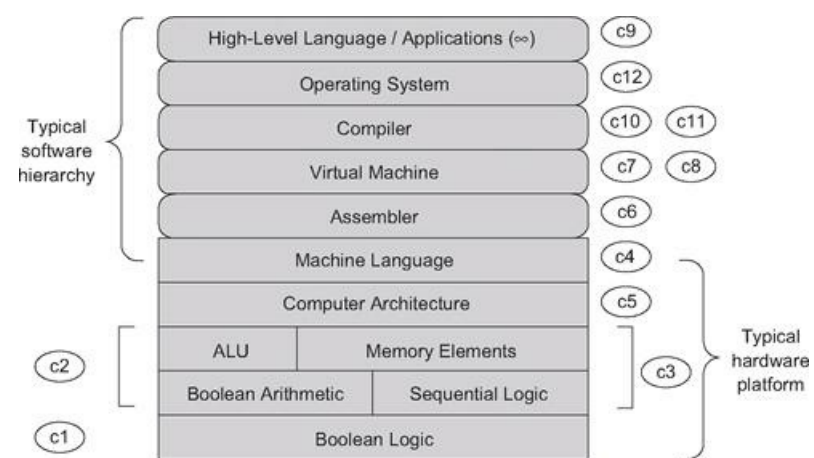 High-Level Language / Applications (∞)
c9
Operating System
c12
Compiler
c10
c11
Typical
software
hierarchy
Virtual Machine
c7
c8
Assembler
c6
Machine Language
c4
Computer Architecture
c5
c2
ALU
Memory Elements
Boolean Arithmetic
Sequential Logic
c3
Typical
hardware
platform
c1
Boolean Logic